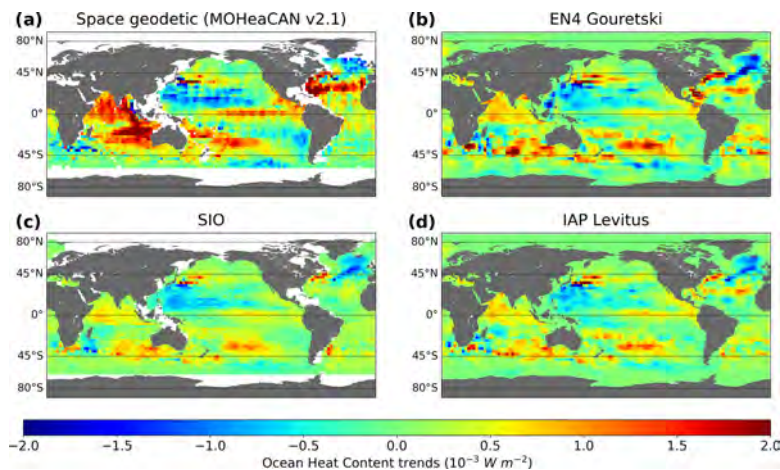 (a) Space geodetic (MOHeaCAN v2.1)
(b) EN4 Gouretski
80°N
45°N
0°
45°S
80°S
80°N
45°N
0°
45°S
80°S
(c) SIO
(d) IAP Levitus
80°N
45°N
0°
45°S
80°S
80°N
45°N
0°
45°S
80°S
−2.0 −1.5 −1.0 −0.5 0.0 0.5 1.0 1.5 2.0
Ocean Heat Content trends (10⁻³ W m⁻²)